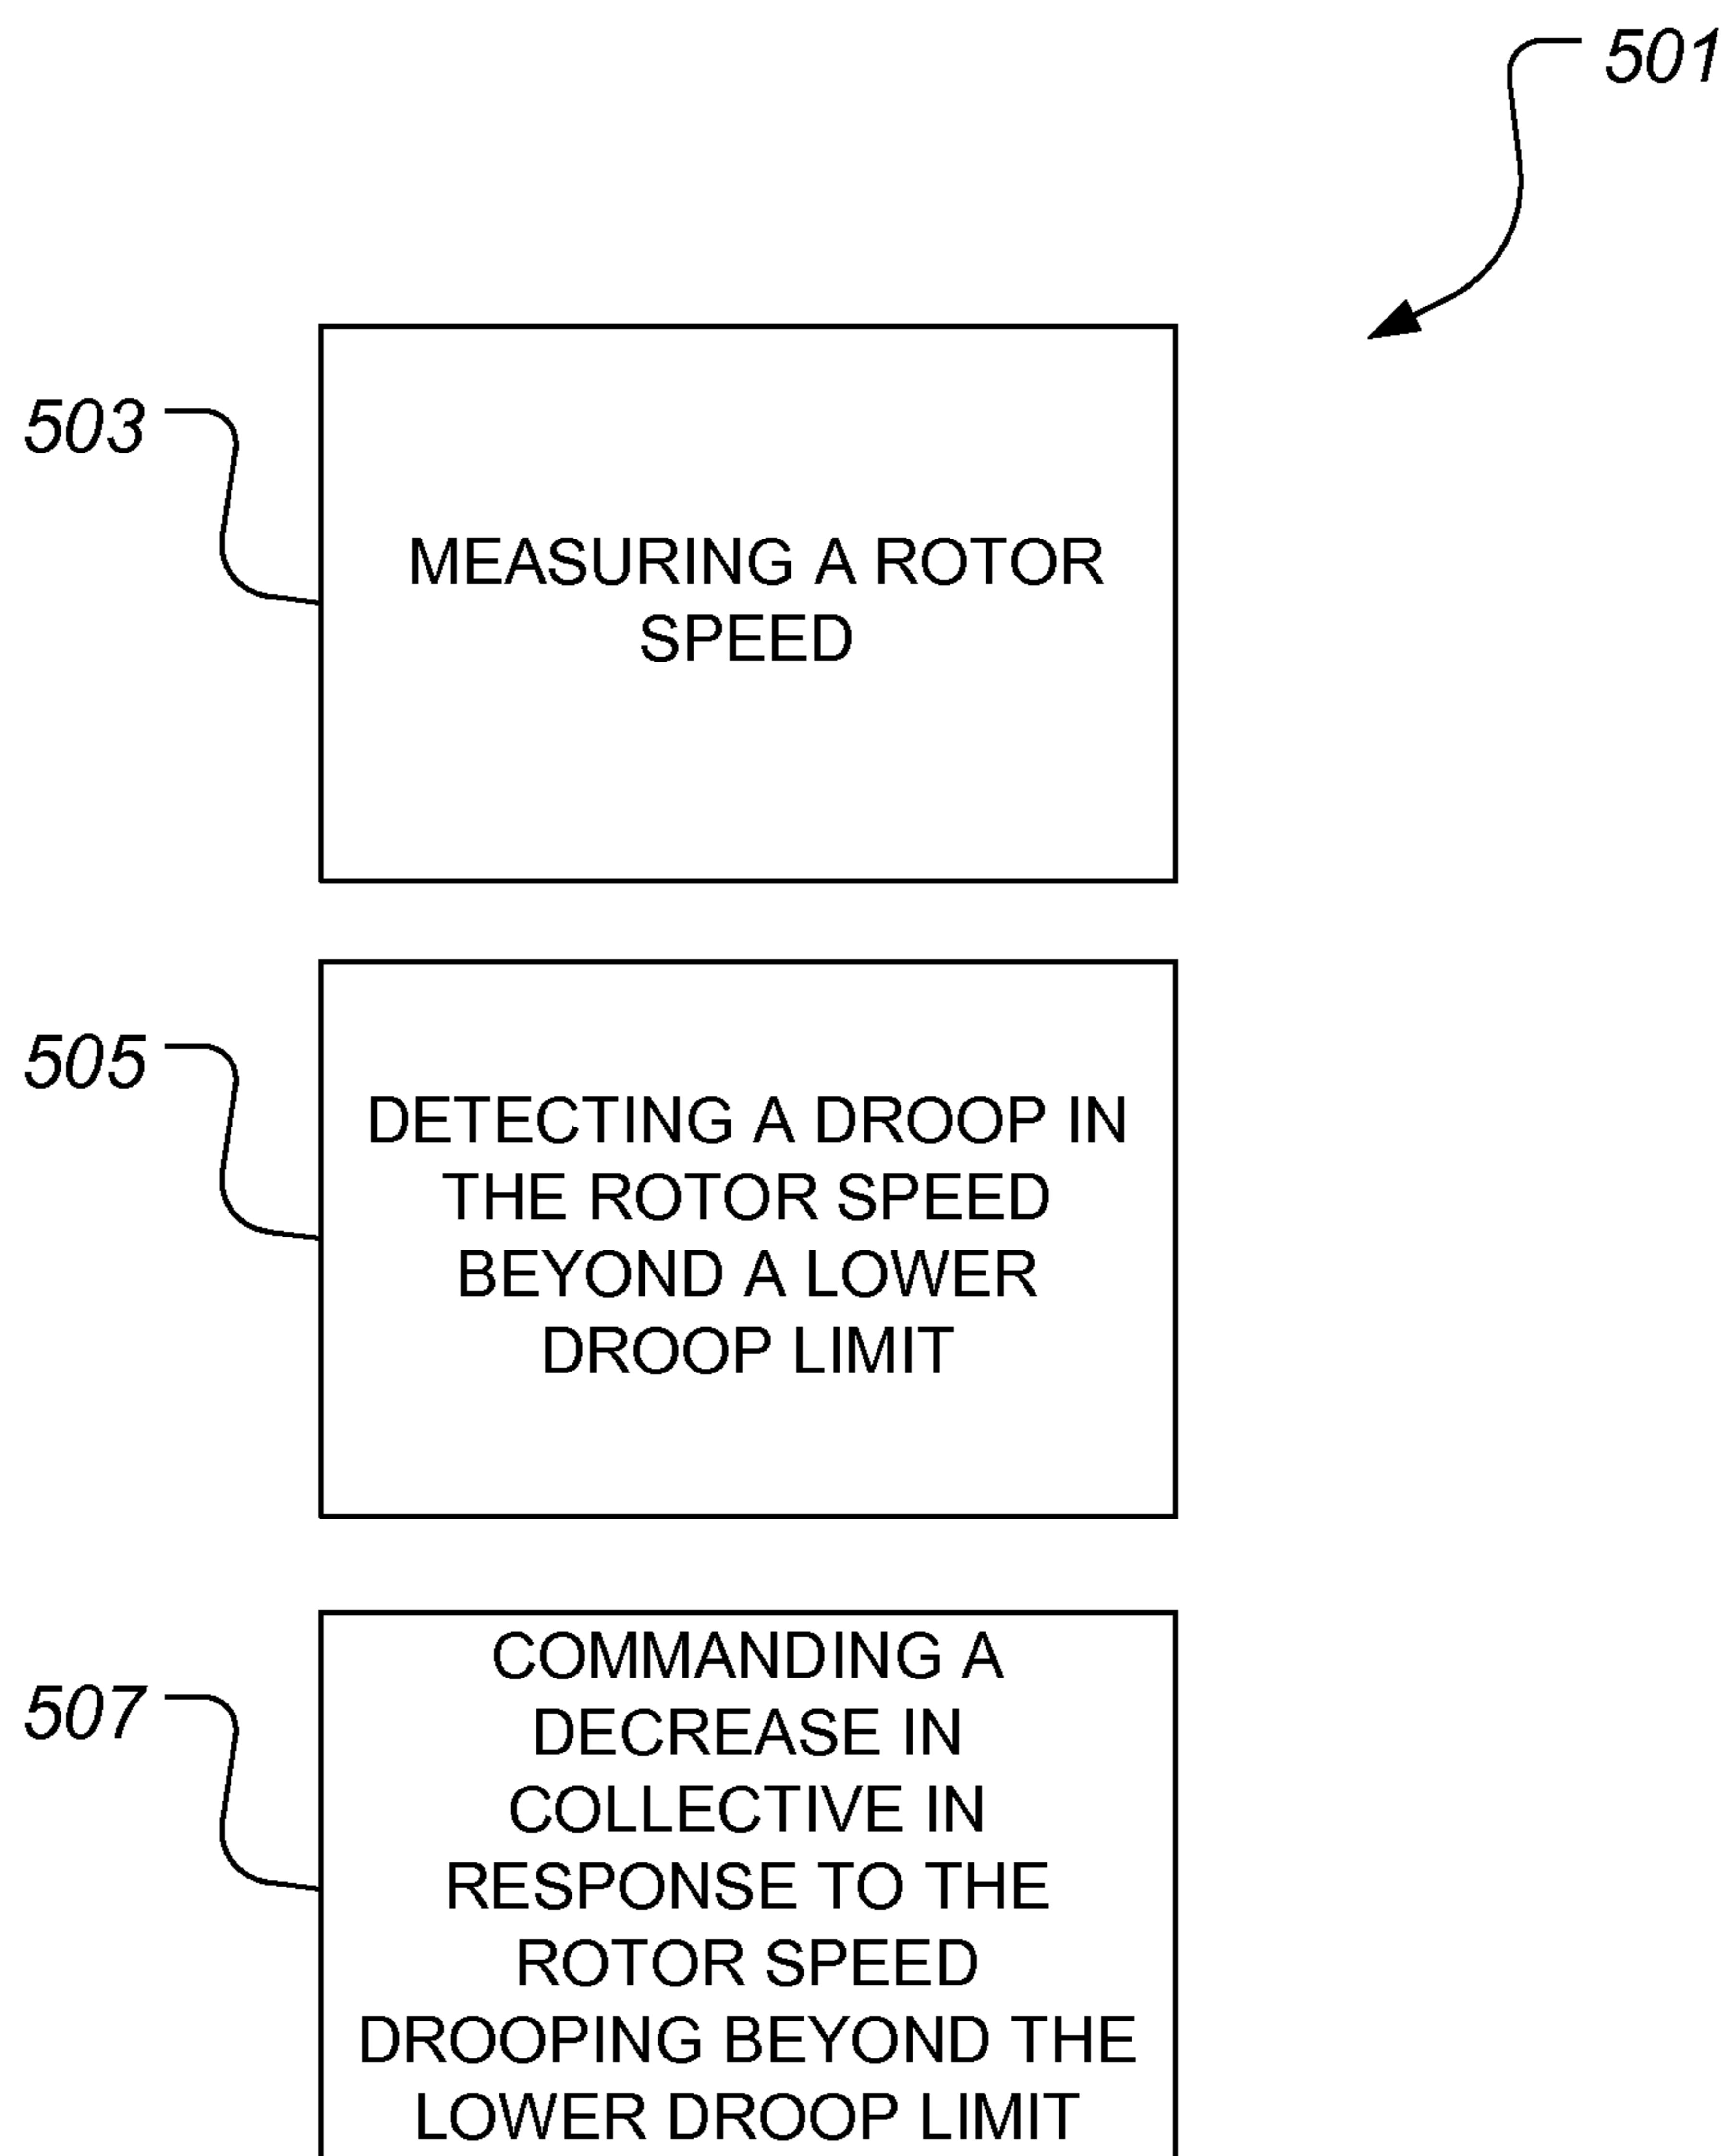 501
503
MEASURING A ROTOR
SPEED
505
DETECTING A DROOP IN
THE ROTOR SPEED
BEYOND A LOWER
DROOP LIMIT
507
COMMANDING A
DECREASE IN
COLLECTIVE IN
RESPONSE TO THE
ROTOR SPEED
DROOPING BEYOND THE
LOWER DROOP LIMIT